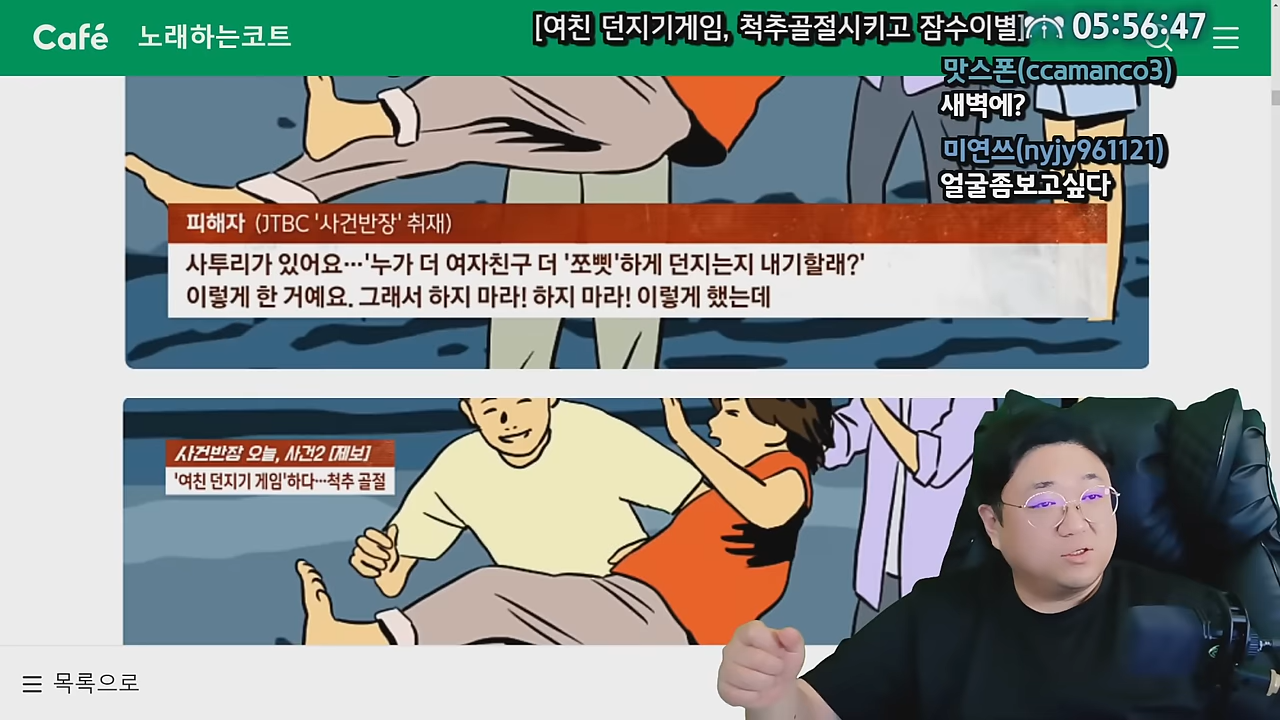 Café 노래하는코트
[여친 던지기게임, 척추골절시키고 잠수이별]
05:56:47
맛스폰(ccamanco3)
새벽에?
미연쓰(nyjy961121)
얼굴좀보고싶다
피해자 (JTBC '사건반장' 취재)
사투리가 있어요…'누가 더 여자친구 더 '쪼삣'하게 던지는지 내기할래?'
이렇게 한 거예요. 그래서 하지 마라! 하지 마라! 이렇게 했는데
사건반장 오늘, 사건2 [제보]
'여친 던지기 게임'하다…척추 골절
목록으로